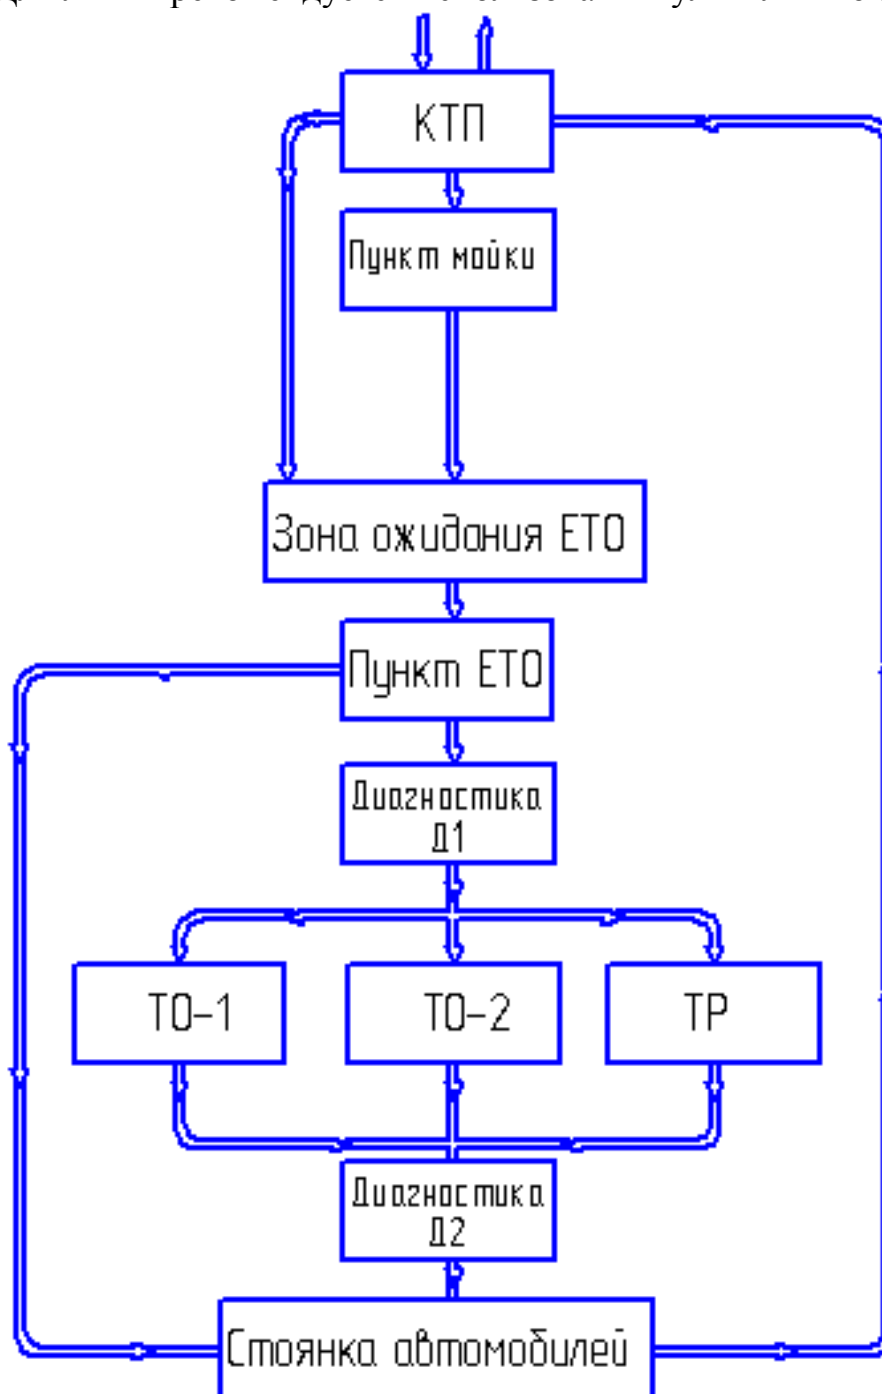 КТП
Пункт мойки
Зона ожидания ЕТО
Пункт ЕТО
Диагностика
Д1
ТО-1
ТО-2
ТР
Диагностика
Д2
Стоянка автомобилей